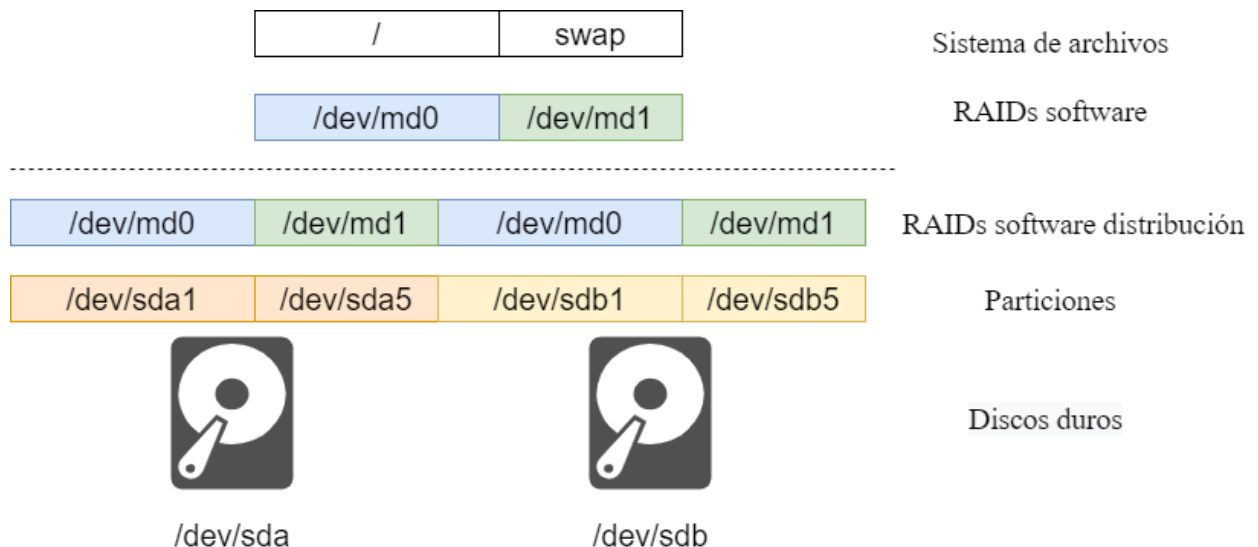 / swap Sistema de archivos
/dev/md0 /dev/md1 RAIDs software
/dev/md0 /dev/md1 /dev/md0 /dev/md1 RAIDs software distribución
/dev/sda1 /dev/sda5 /dev/sdb1 /dev/sdb5 Particiones
Discos duros
/dev/sda /dev/sdb